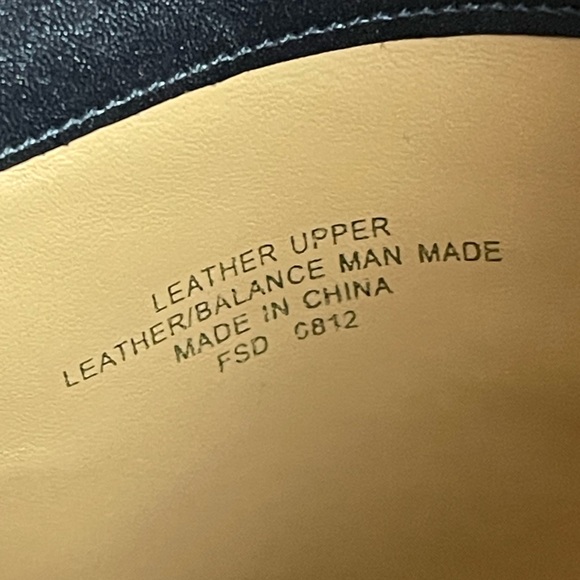 LEATHER UPPER
LEATHER/BALANCE MAN MADE
MADE IN CHINA
FSD 0812